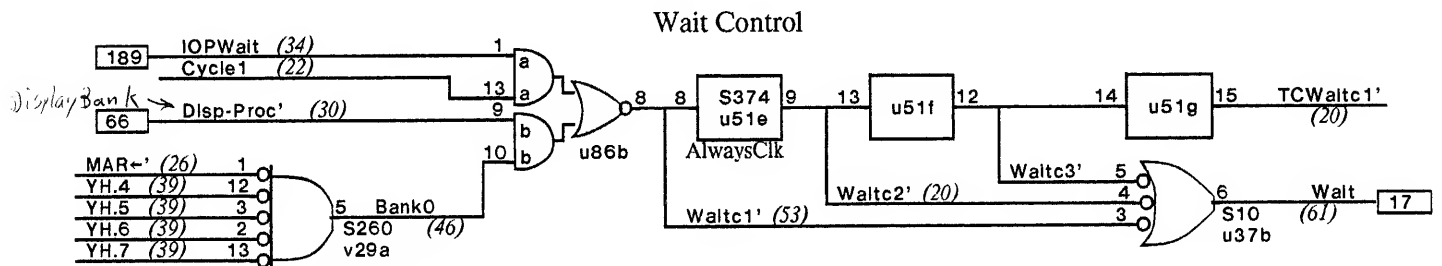 Wait Control
189 IOPWait (34) 1 a
Cycle1 (22) 13 a
DisplayBank
66 Disp-Proc' (30) 9 b
10 b
8 u86b
8 S374 u51e 9
AlwaysClk
13 u51f 12
14 u51g 15 TCWaitc1'
(20)
MAR←' (26) 1
YH.4 (39) 12
YH.5 (39) 3
YH.6 (39) 2
YH.7 (39) 13
5 Bank0
S260 (46)
v29a
Waitc3' 5
Waitc2' (20) 4
Waitc1' (53) 3
6 Wait 17
S10 (61)
u37b